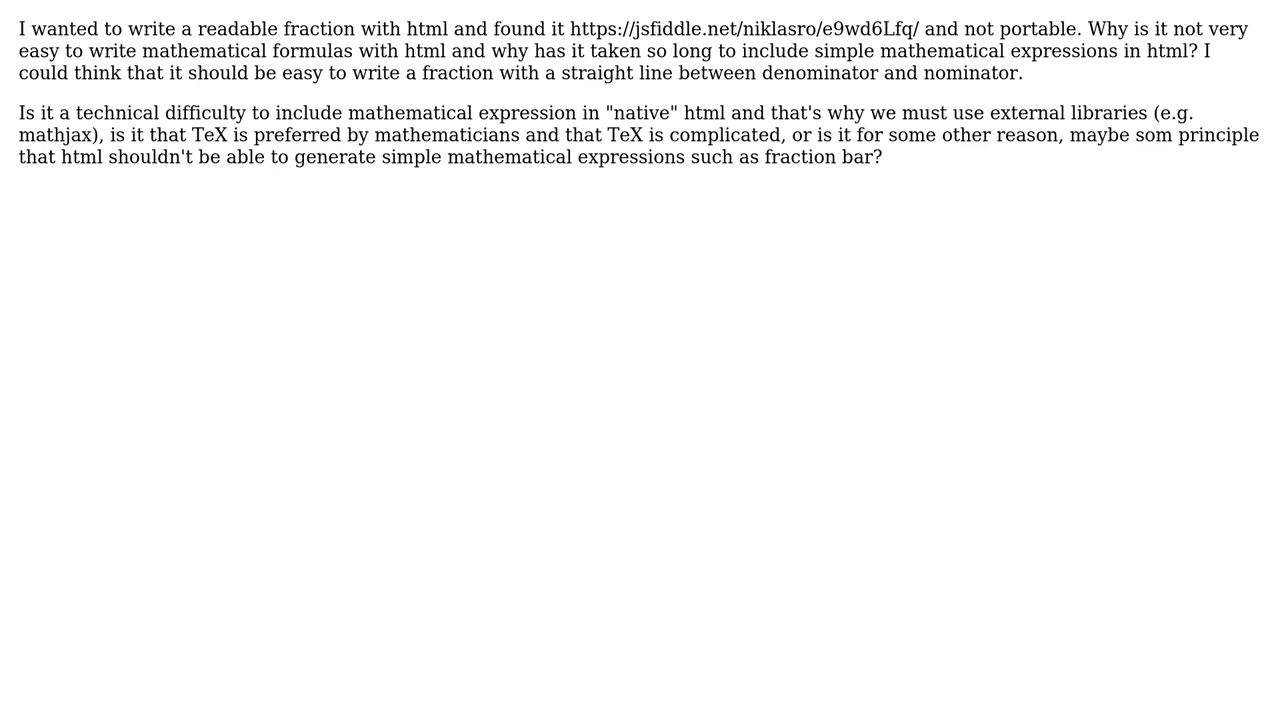 I wanted to write a readable fraction with html and found it https://jsfiddle.net/niklasro/e9wd6Lfq/ and not portable. Why is it not very
easy to write mathematical formulas with html and why has it taken so long to include simple mathematical expressions in html? I
could think that it should be easy to write a fraction with a straight line between denominator and nominator.
Is it a technical difficulty to include mathematical expression in "native" html and that's why we must use external libraries (e.g.
mathjax), is it that TeX is preferred by mathematicians and that TeX is complicated, or is it for some other reason, maybe som principle
that html shouldn't be able to generate simple mathematical expressions such as fraction bar?